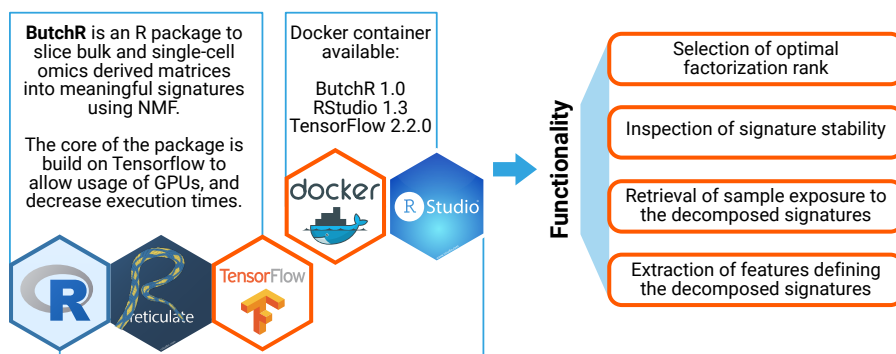 ButchR is an R package to
slice bulk and single-cell
omics derived matrices
into meaningful signatures
using NMF.
The core of the package is
build on Tensorflow to
allow usage of GPUs, and
decrease execution times.
R
reticulate
TensorFlow
Docker container
available:
ButchR 1.0
RStudio 1.3
TensorFlow 2.2.0
docker
R Studio
Functionality
Selection of optimal
factorization rank
Inspection of signature stability
Retrieval of sample exposure to
the decomposed signatures
Extraction of features defining
the decomposed signatures